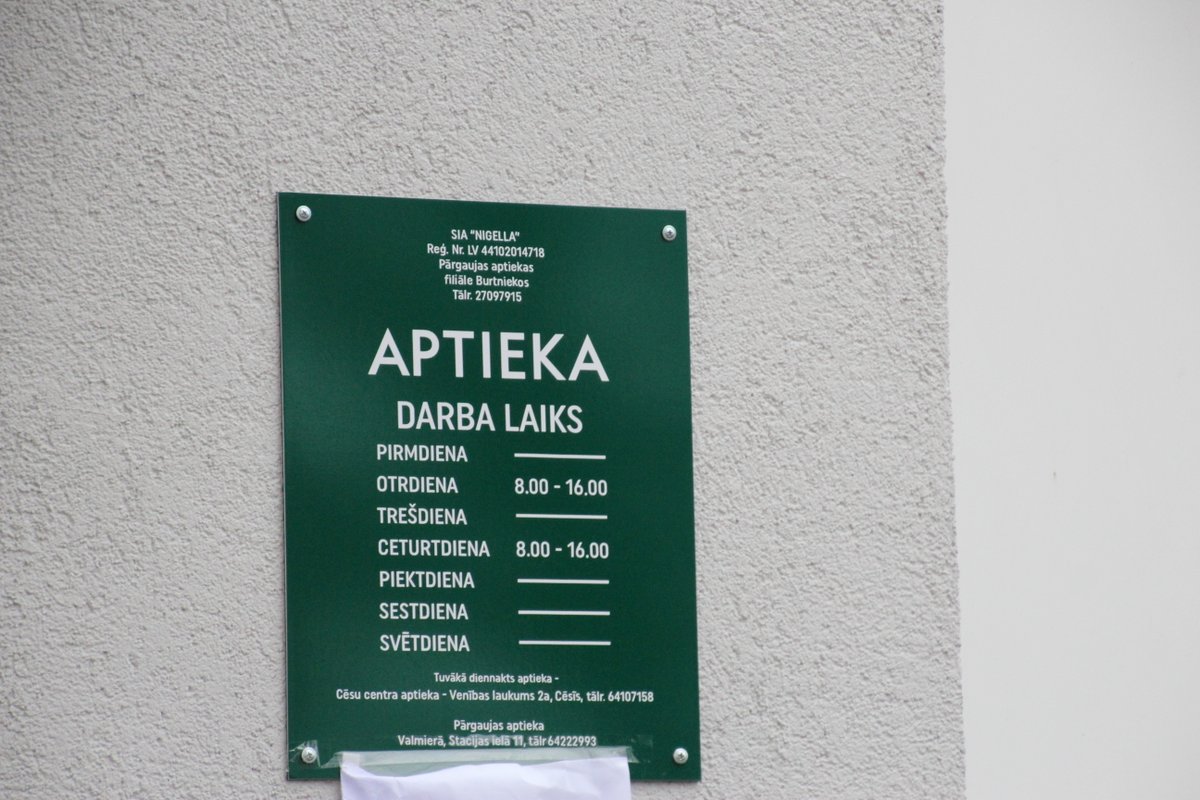 SIA "NIGELLA"
Reģ. Nr. LV 44102014718
Pārgaujas aptiekas
filiāle Burtniekos
Tālr. 27097915
APTIEKA
DARBA LAIKS
PIRMDIENA ———
OTRDIENA 8.00 - 16.00
TREŠDIENA ———
CETURTDIENA 8.00 - 16.00
PIEKTDIENA ———
SESTDIENA ———
SVĒTDIENA ———
Tuvākā diennakts aptieka -
Cēsu centra aptieka - Venības laukums 2a, Cēsīs, tālr. 64107158
Pārgaujas aptieka
Valmierā, Stacijas ielā 11, tālr 64222993